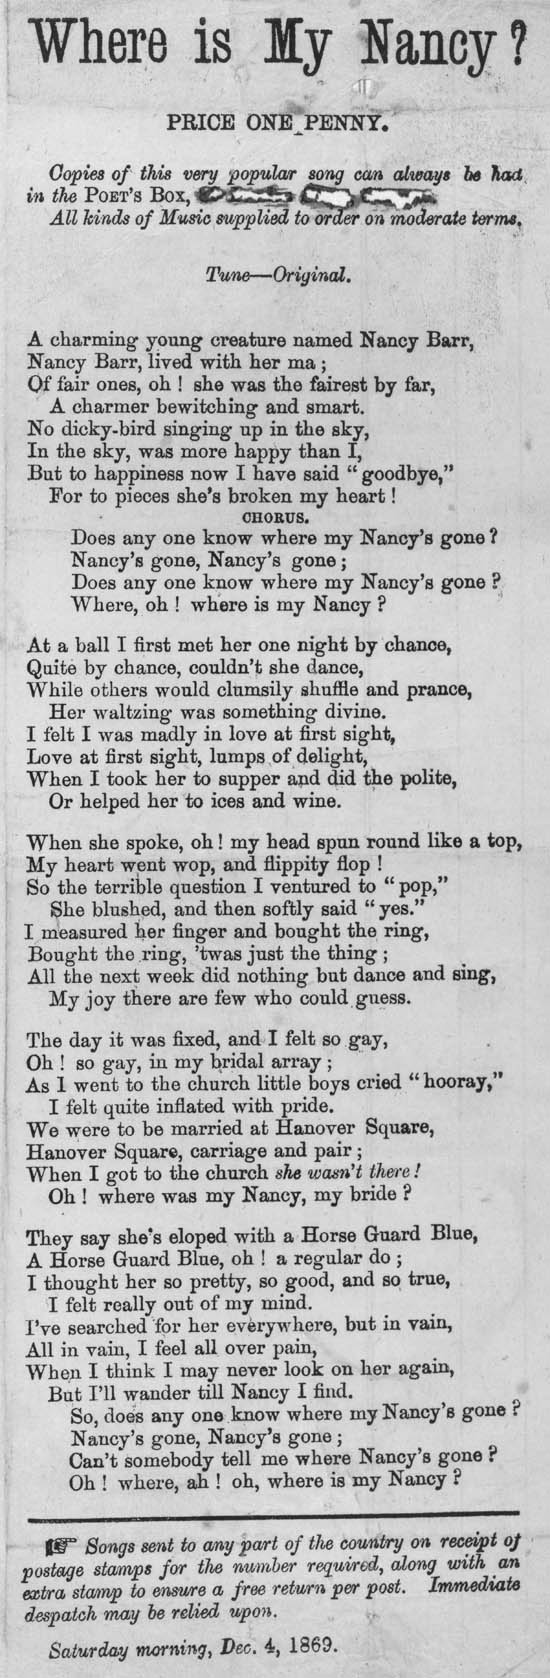 Where is My Nancy?
PRICE ONE PENNY.
Copies of this very popular song can always be had
in the POET'S BOX,
All kinds of Music supplied to order on moderate terms.
Tune—Original.
A charming young creature named Nancy Barr,
Nancy Barr, lived with her ma;
Of fair ones, oh! she was the fairest by far,
A charmer bewitching and smart.
No dicky-bird singing up in the sky,
In the sky, was more happy than I,
But to happiness now I have said "goodbye,"
For to pieces she's broken my heart!
CHORUS.
Does any one know where my Nancy's gone?
Nancy's gone, Nancy's gone;
Does any one know where my Nancy's gone?
Where, oh! where is my Nancy?
At a ball I first met her one night by chance,
Quite by chance, couldn't she dance,
While others would clumsily shuffle and prance,
Her waltzing was something divine.
I felt I was madly in love at first sight,
Love at first sight, lumps of delight,
When I took her to supper and did the polite,
Or helped her to ices and wine.
When she spoke, oh! my head spun round like a top,
My heart went wop, and flippity flop!
So the terrible question I ventured to "pop,"
She blushed, and then softly said "yes."
I measured her finger and bought the ring,
Bought the ring, 'twas just the thing;
All the next week did nothing but dance and sing,
My joy there are few who could guess.
The day it was fixed, and I felt so gay,
Oh! so gay, in my bridal array;
As I went to the church little boys cried "hooray,"
I felt quite inflated with pride.
We were to be married at Hanover Square,
Hanover Square, carriage and pair;
When I got to the church she wasn't there!
Oh! where was my Nancy, my bride?
They say she's eloped with a Horse Guard Blue,
A Horse Guard Blue, oh! a regular do;
I thought her so pretty, so good, and so true,
I felt really out of my mind.
I've searched for her everywhere, but in vain,
All in vain, I feel all over pain,
When I think I may never look on her again,
But I'll wander till Nancy I find.
So, does any one know where my Nancy's gone?
Nancy's gone, Nancy's gone;
Can't somebody tell me where Nancy's gone?
Oh! where, ah! oh, where is my Nancy?
☞ Songs sent to any part of the country on receipt of
postage stamps for the number required, along with an
extra stamp to ensure a free return per post. Immediate
despatch may be relied upon.
Saturday morning, Dec. 4, 1869.